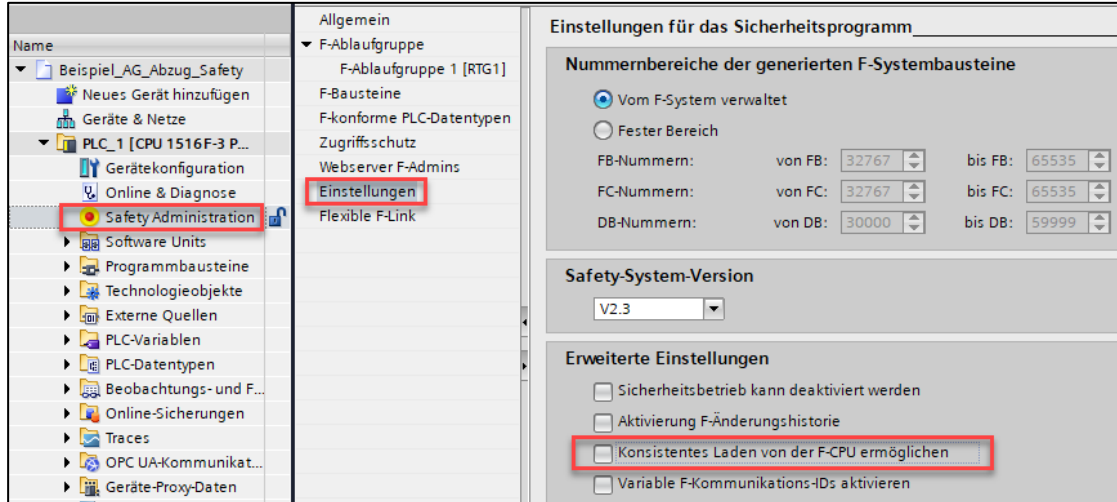 Name
Beispiel_AG_Abzug_Safety
Neues Gerät hinzufügen
Geräte & Netze
PLC_1 [CPU 1516F-3 P...
Gerätekonfiguration
Online & Diagnose
Safety Administration
Software Units
Programmbausteine
Technologieobjekte
Externe Quellen
PLC-Variablen
PLC-Datentypen
Beobachtungs- und F...
Online-Sicherungen
Traces
OPC UA-Kommunikat...
Geräte-Proxy-Daten
Allgemein
F-Ablaufgruppe
F-Ablaufgruppe 1 [RTG1]
F-Bausteine
F-konforme PLC-Datentypen
Zugriffsschutz
Webserver F-Admins
Einstellungen
Flexible F-Link
Einstellungen für das Sicherheitsprogramm
Nummernbereiche der generierten F-Systembausteine
Vom F-System verwaltet
Fester Bereich
FB-Nummern: von FB: 32767 bis FB: 65535
FC-Nummern: von FC: 32767 bis FC: 65535
DB-Nummern: von DB: 30000 bis DB: 59999
Safety-System-Version
V2.3
Erweiterte Einstellungen
Sicherheitsbetrieb kann deaktiviert werden
Aktivierung F-Änderungshistorie
Konsistentes Laden von der F-CPU ermöglichen
Variable F-Kommunikations-IDs aktivieren